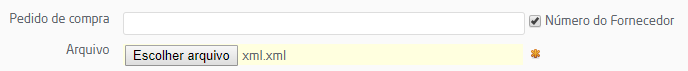 Pedido de compra Número do Fornecedor
Arquivo Escolher arquivo xml.xml